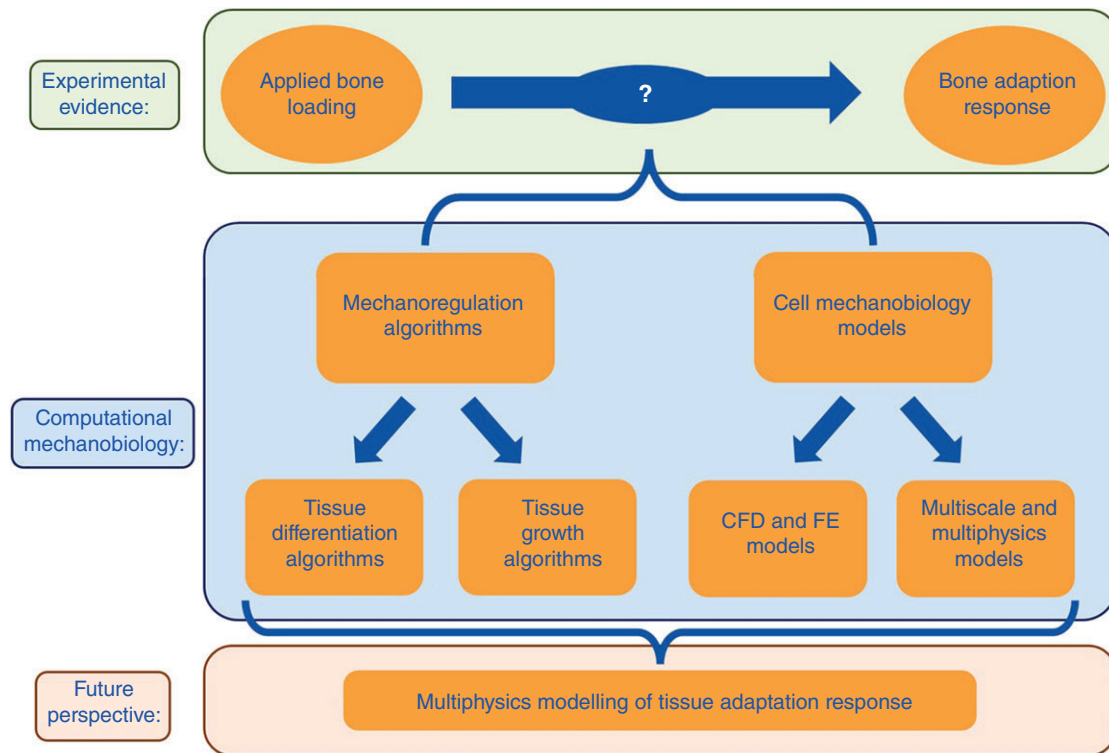 Experimental
evidence:
Applied bone
loading
?
Bone adaption
response
Computational
mechanobiology:
Mechanoregulation
algorithms
Cell mechanobiology
models
Tissue
differentiation
algorithms
Tissue
growth
algorithms
CFD and FE
models
Multiscale and
multiphysics
models
Future
perspective:
Multiphysics modelling of tissue adaptation response